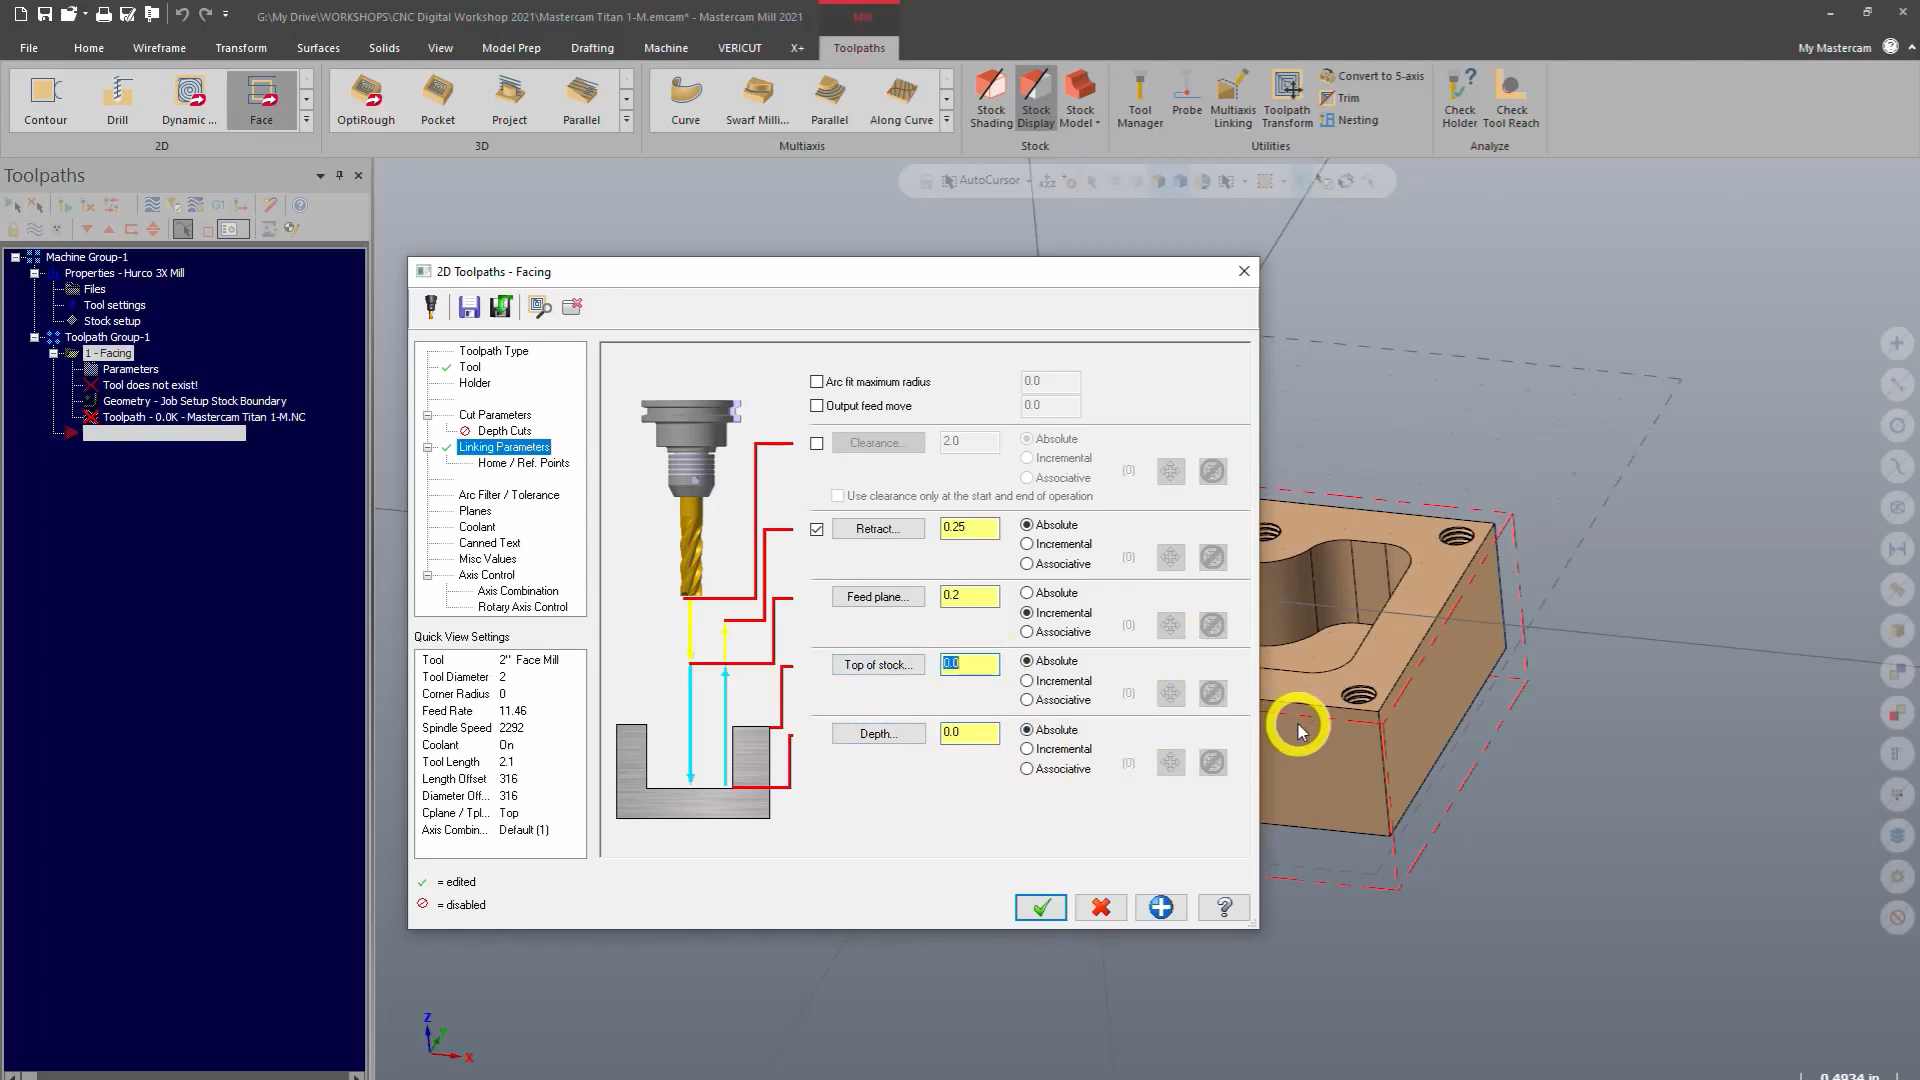 G:\My Drive\WORKSHOPS\CNC Digital Workshop 2021\Mastercam Titan 1-M.emcam* - Mastercam Mill 2021
Mill
File
Home
Wireframe
Transform
Surfaces
Solids
View
Model Prep
Drafting
Machine
VERICUT
X+
Toolpaths
My Mastercam
Contour
Drill
Dynamic ...
Face
OptiRough
Pocket
Project
Parallel
Curve
Swarf Milli...
Parallel
Along Curve
Stock Shading
Stock Display
Stock Model
Tool Manager
Probe
Multiaxis Linking
Toolpath Transform
Convert to 5-axis
Trim
Nesting
Check Holder
Check Tool Reach
2D
3D
Multiaxis
Stock
Utilities
Analyze
Toolpaths
AutoCursor
G1
Machine Group-1
Properties - Hurco 3X Mill
Files
Tool settings
Stock setup
Toolpath Group-1
1 - Facing
Parameters
Tool does not exist!
Geometry - Job Setup Stock Boundary
Toolpath - 0.0K - Mastercam Titan 1-M.NC
2D Toolpaths - Facing
Toolpath Type
Tool
Holder
Cut Parameters
Depth Cuts
Linking Parameters
Home / Ref. Points
Arc Filter / Tolerance
Planes
Coolant
Canned Text
Misc Values
Axis Control
Axis Combination
Rotary Axis Control
Quick View Settings
Tool 2'' Face Mill
Tool Diameter 2
Corner Radius 0
Feed Rate 11.46
Spindle Speed 2292
Coolant On
Tool Length 2.1
Length Offset 316
Diameter Off... 316
Cplane / Tpl... Top
Axis Combin... Default (1)
= edited
= disabled
Arc fit maximum radius 0.0
Output feed move 0.0
Clearance... 2.0
Absolute
Incremental
Associative (0)
Use clearance only at the start and end of operation
Retract... 0.25
Absolute
Incremental
Associative (0)
Feed plane... 0.2
Absolute
Incremental
Associative (0)
Top of stock... 0.0
Absolute
Incremental
Associative (0)
Depth... 0.0
Absolute
Incremental
Associative (0)
Z
Y
X
0.4934 in